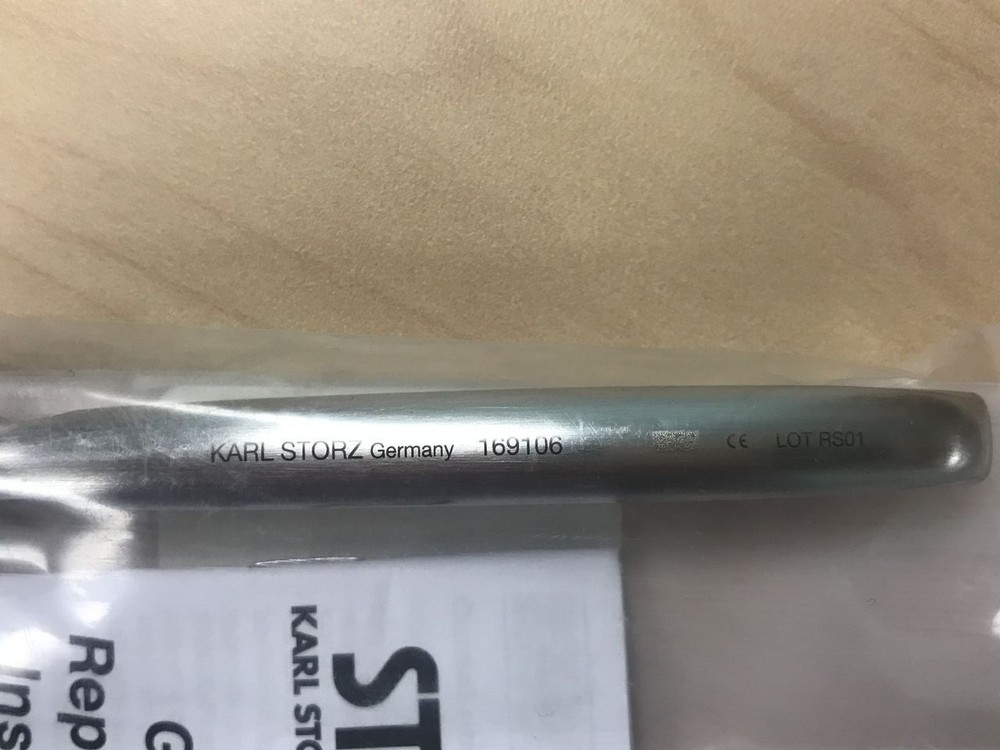 KARL STORZ Germany 169106 CE LOT RS01
KARL STO
ST
Rep
Ins
G